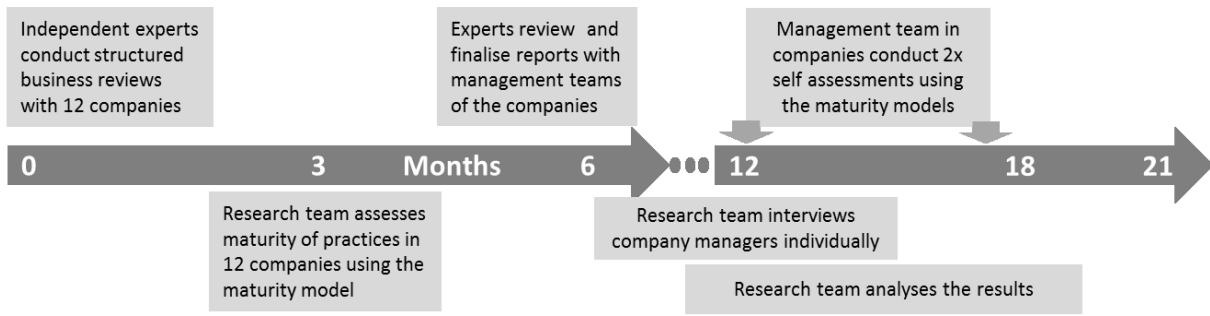 Independent experts
conduct structured
business reviews
with 12 companies
Experts review and
finalise reports with
management teams
of the companies
Management team in
companies conduct 2x
self assessments using
the maturity models
0 3 Months 6 12 18 21
Research team assesses
maturity of practices in
12 companies using the
maturity model
Research team interviews
company managers individually
Research team analyses the results